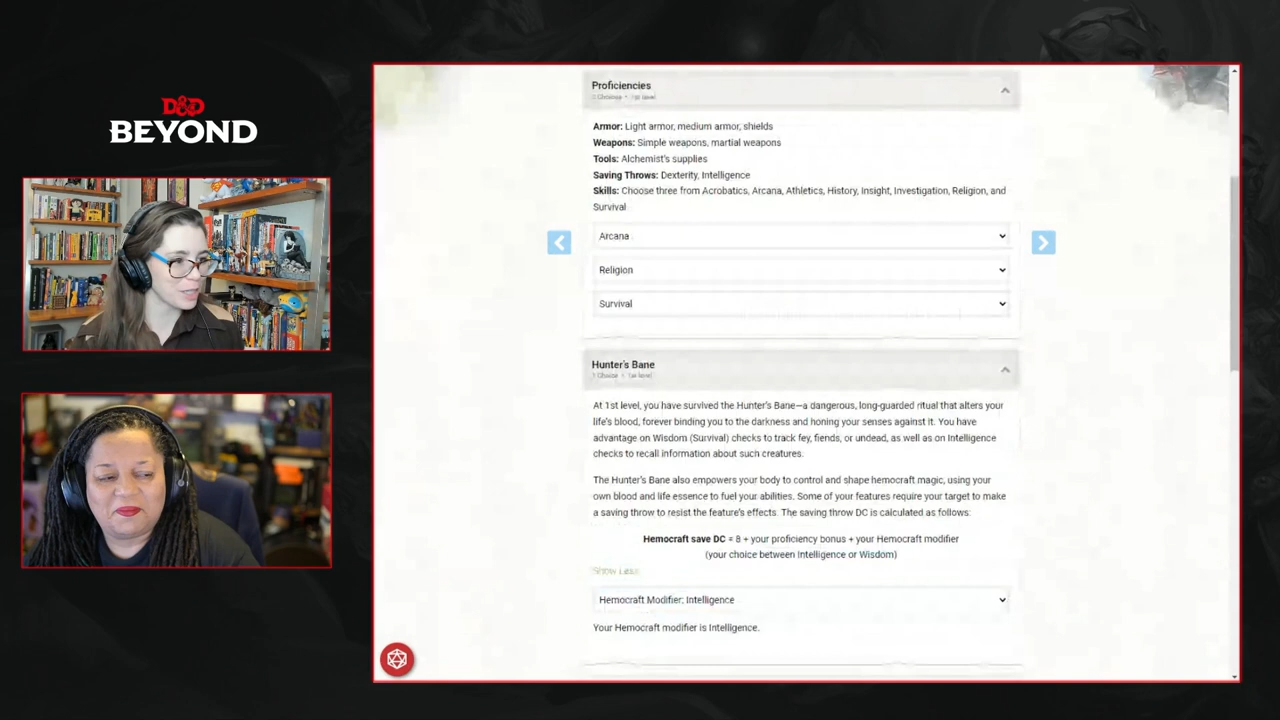 D&D
BEYOND
Proficiencies
Armor: Light armor, medium armor, shields
Weapons: Simple weapons, martial weapons
Tools: Alchemist's supplies
Saving Throws: Dexterity, Intelligence
Skills: Choose three from Acrobatics, Arcana, Athletics, History, Insight, Investigation, Religion, and
Survival
Arcana
Religion
Survival
Hunter's Bane
1 Choice • 1st level
At 1st level, you have survived the Hunter's Bane—a dangerous, long-guarded ritual that alters your
life's blood, forever binding you to the darkness and honing your senses against it. You have
advantage on Wisdom (Survival) checks to track fey, fiends, or undead, as well as on Intelligence
checks to recall information about such creatures.
The Hunter's Bane also empowers your body to control and shape hemocraft magic, using your
own blood and life essence to fuel your abilities. Some of your features require your target to make
a saving throw to resist the feature's effects. The saving throw DC is calculated as follows:
Hemocraft save DC = 8 + your proficiency bonus + your Hemocraft modifier
(your choice between Intelligence or Wisdom)
Show Less
Hemocraft Modifier: Intelligence
Your Hemocraft modifier is Intelligence.